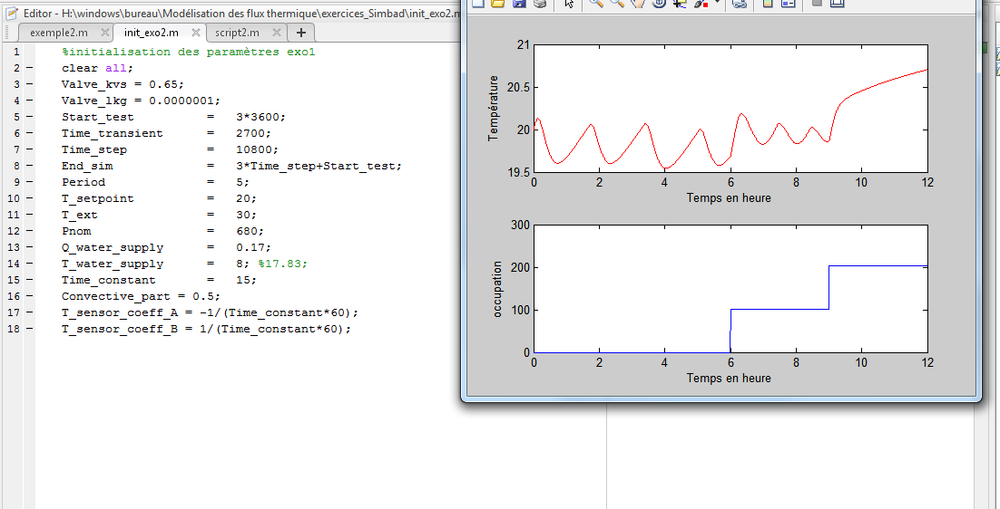 Editor - H:\windows\bureau\Modélisation des flux thermique\exercices_Simbad\init_exo2.m
exemple2.m init_exo2.m script2.m
1 %initialisation des paramètres exo1
2 clear all;
3 Valve_kvs = 0.65;
4 Valve_lkg = 0.0000001;
5 Start_test = 3*3600;
6 Time_transient = 2700;
7 Time_step = 10800;
8 End_sim = 3*Time_step+Start_test;
9 Period = 5;
10 T_setpoint = 20;
11 T_ext = 30;
12 Pnom = 680;
13 Q_water_supply = 0.17;
14 T_water_supply = 8; %17.83;
15 Time_constant = 15;
16 Convective_part = 0.5;
17 T_sensor_coeff_A = -1/(Time_constant*60);
18 T_sensor_coeff_B = 1/(Time_constant*60);
21
20.5
20
19.5
Température
0 2 4 6 8 10 12
Temps en heure
300
200
100
0
occupation
0 2 4 6 8 10 12
Temps en heure